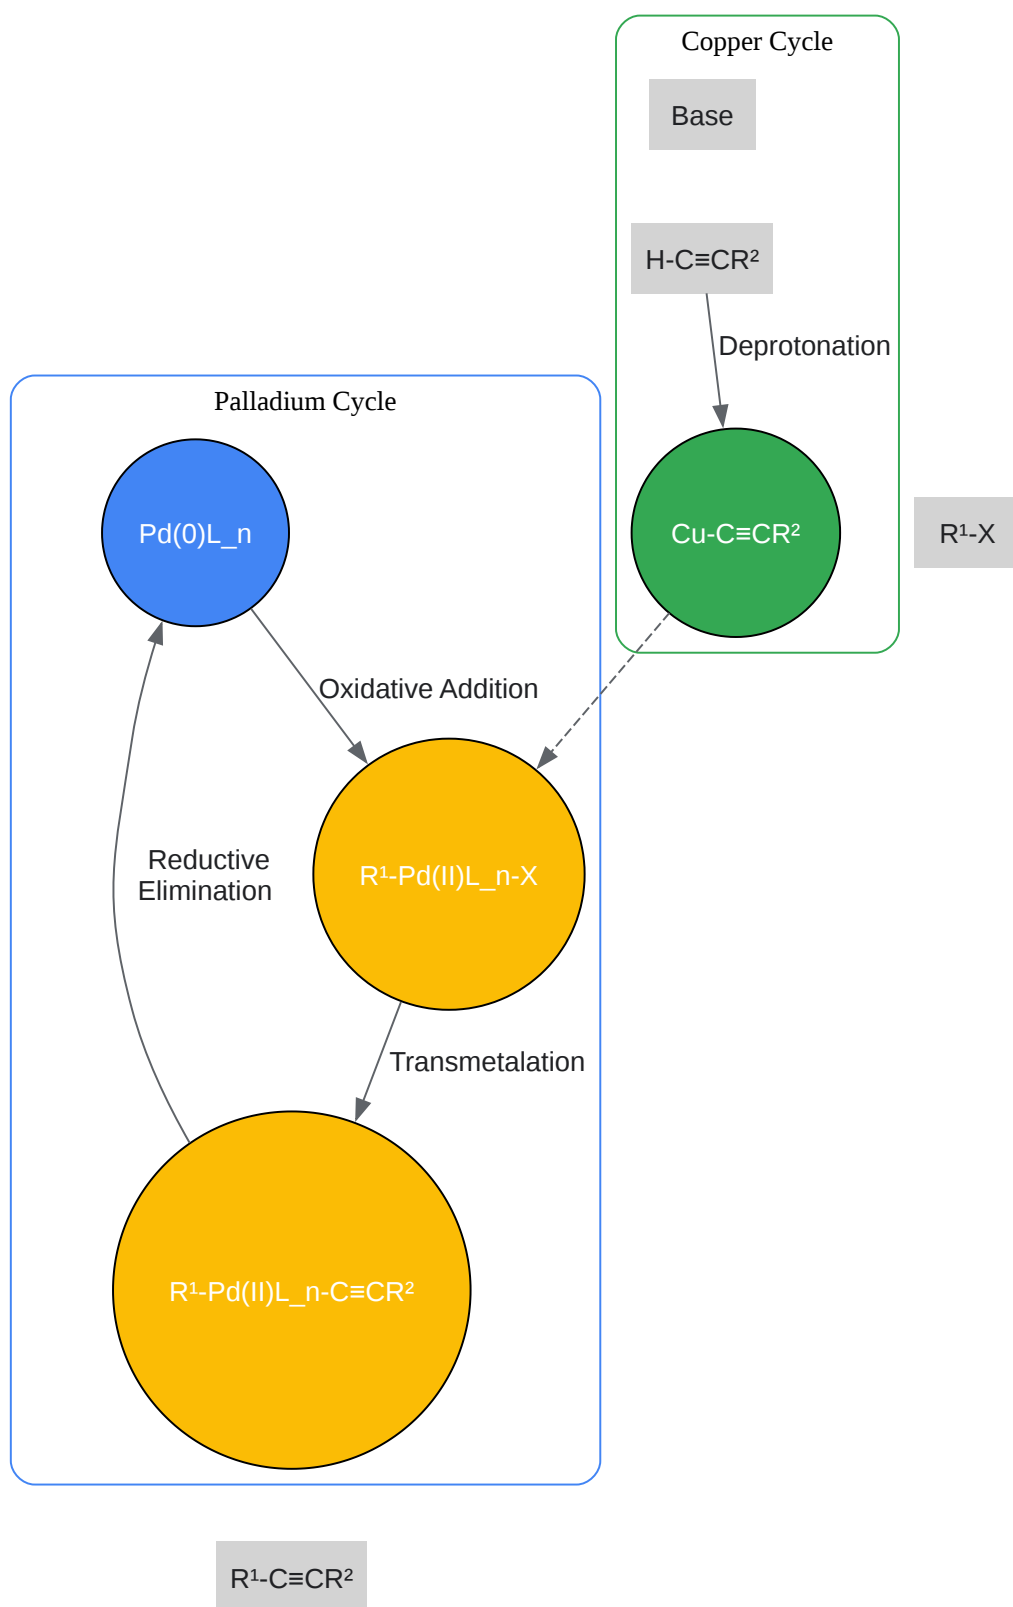 Copper Cycle
Base
H-C≡CR²
Deprotonation
Palladium Cycle
Pd(0)L_n
Cu-C≡CR²
R¹-X
Oxidative Addition
Reductive
Elimination
R¹-Pd(II)L_n-X
Transmetalation
R¹-Pd(II)L_n-C≡CR²
R¹-C≡CR²